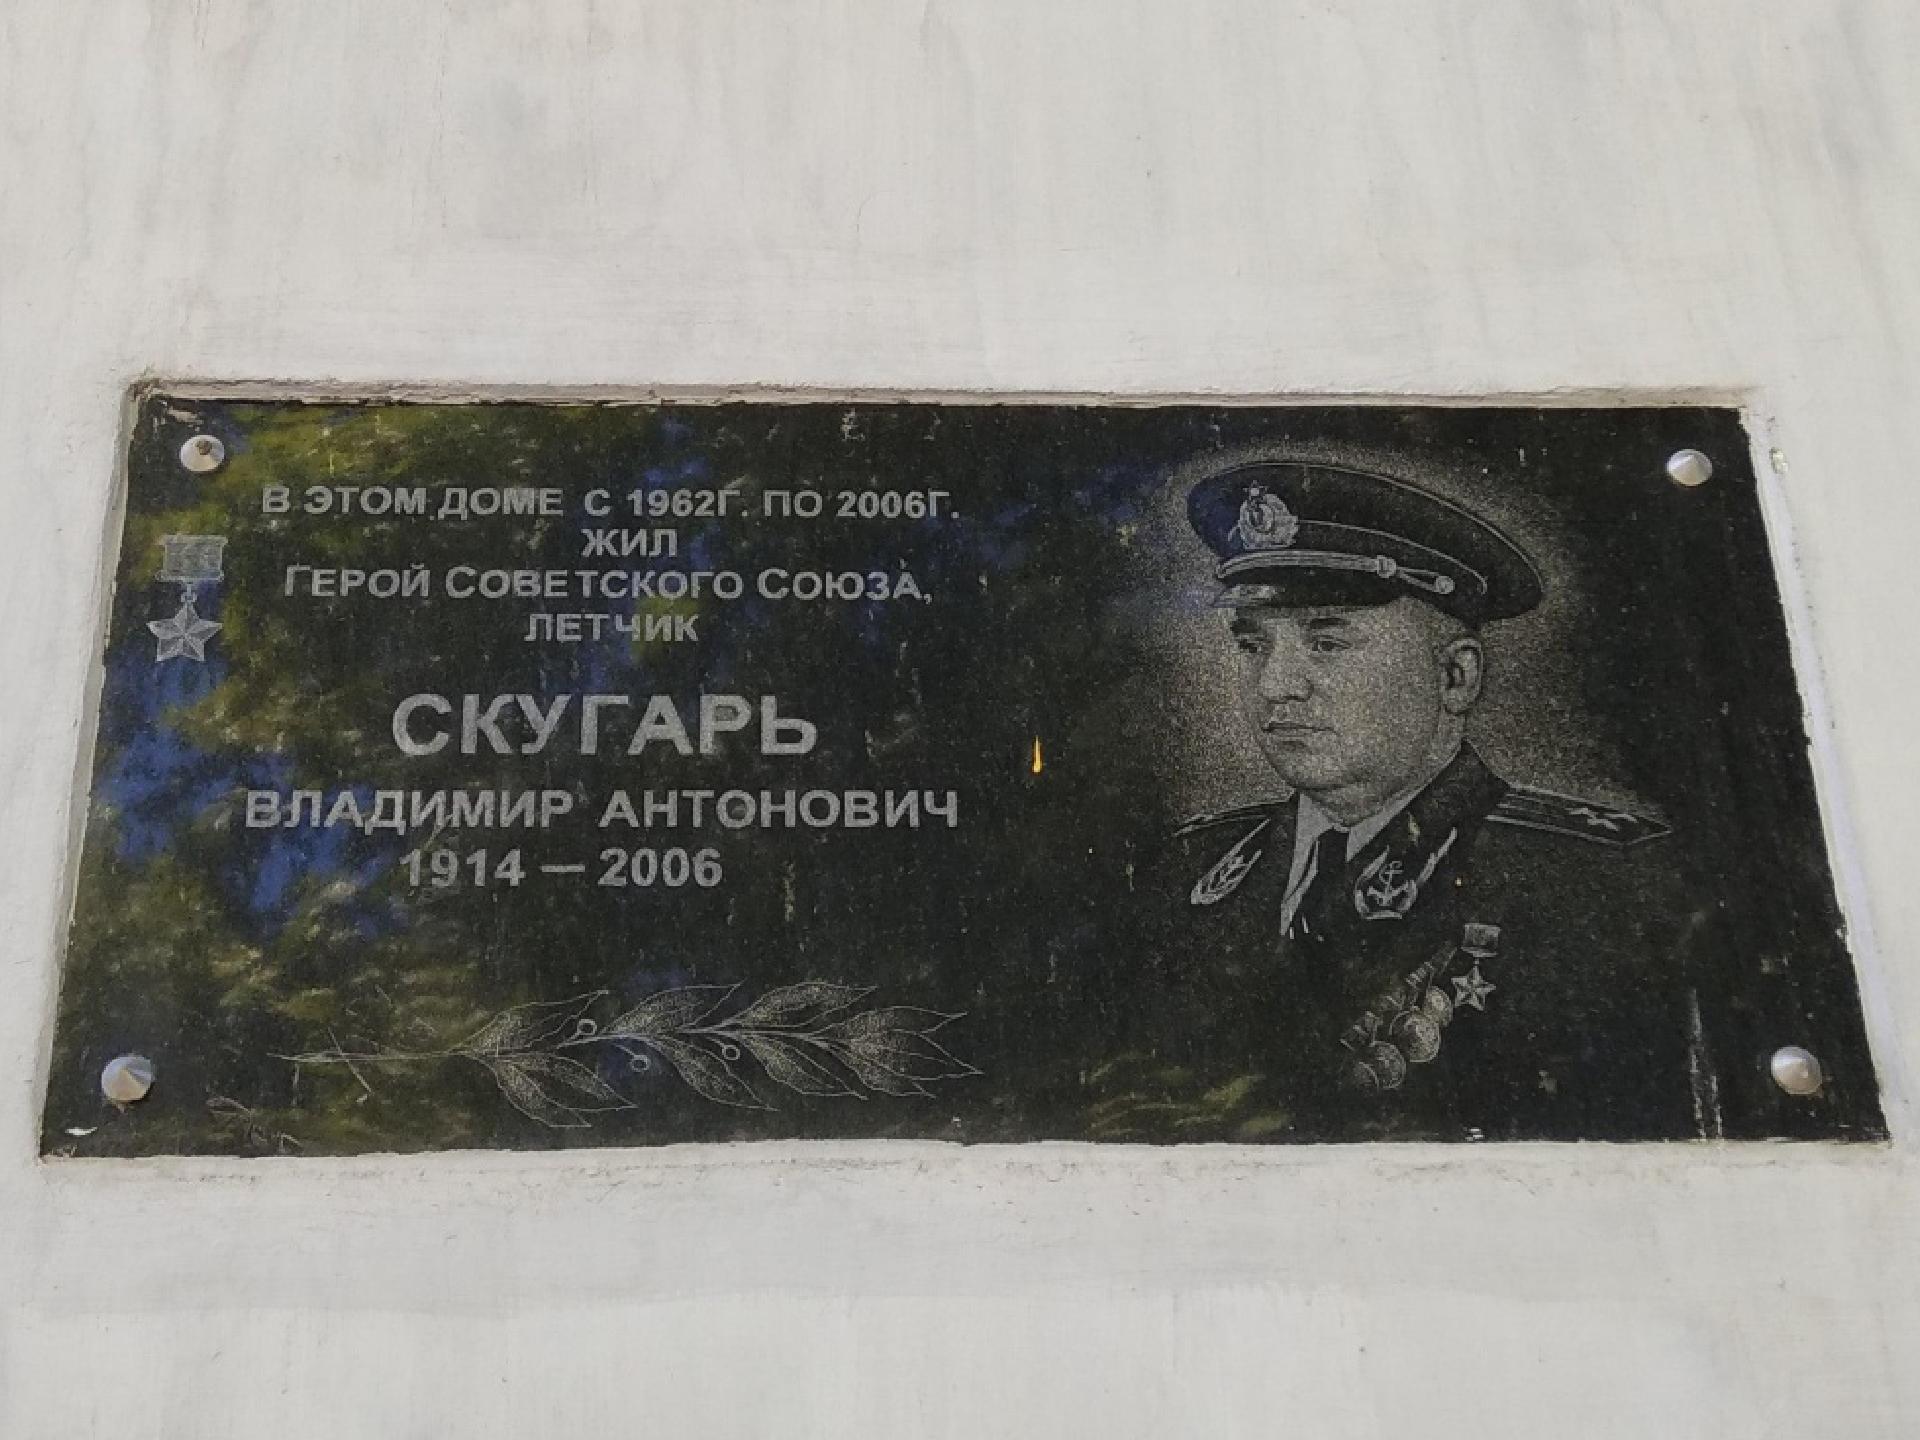 В ЭТОМ ДОМЕ С 1962Г. ПО 2006Г.
ЖИЛ
ГЕРОЙ СОВЕТСКОГО СОЮЗА,
ЛЕТЧИК
СКУГАРЬ
ВЛАДИМИР АНТОНОВИЧ
1914 – 2006